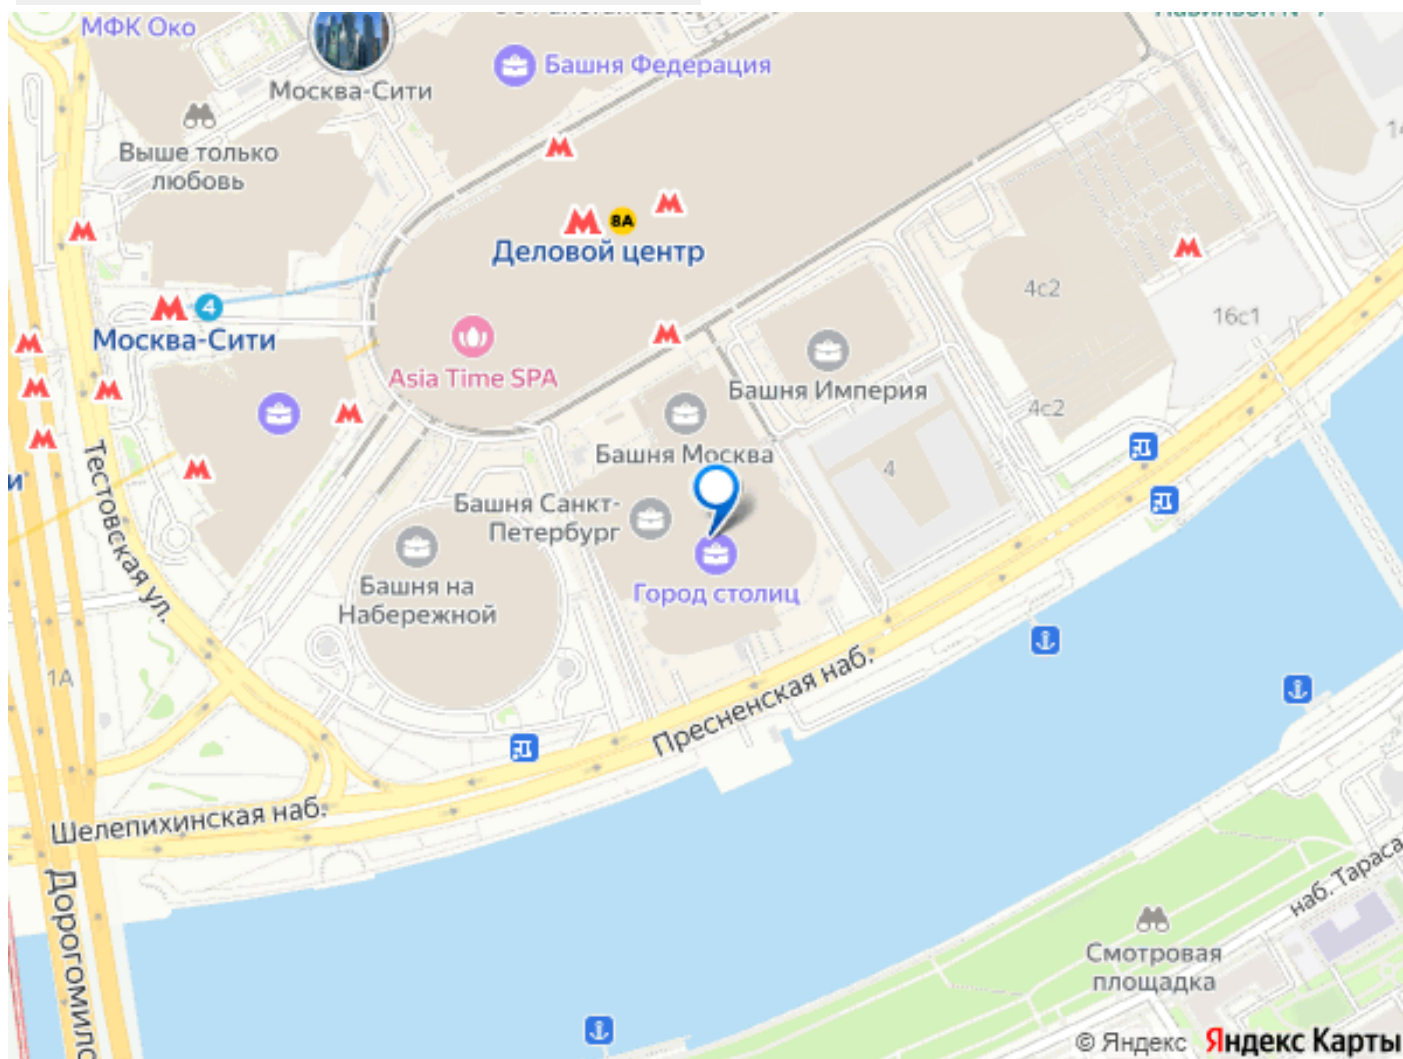 МФК Око
Башня Федерация
Москва-Сити
Выше только
любовь
8А
Деловой центр
4
Москва-Сити
4с2
16с1
Asia Time SPA
Башня Империя
4с2
Башня Москва
4
Башня Санкт-
Петербург
Тестовская ул.
Башня на
Набережной
Город столиц
1А
Пресненская наб.
Шелепихинская наб.
наб. Тараса
Смотровая
площадка
© Яндекс Яндекс Карты